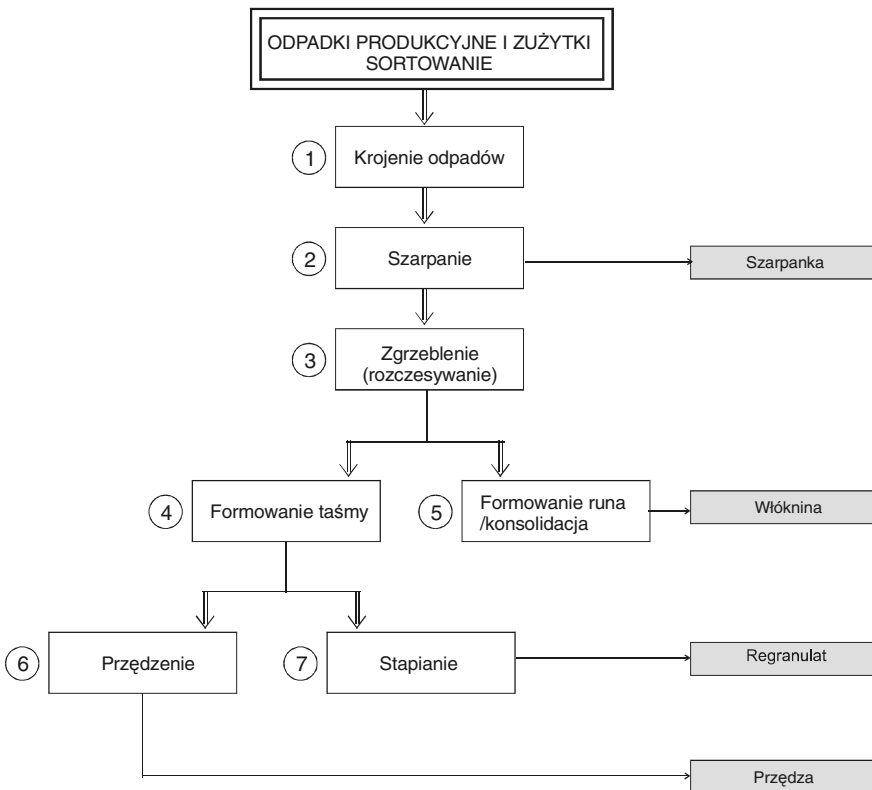 ODPADKI PRODUKCYJNE I ZUŻYTKI
SORTOWANIE
1
Krojenie odpadów
2
Szarpanie
Szarpanka
3
Zgrzeblenie
(rozczesywanie)
4
Formowanie taśmy
5
Formowanie runa
/konsolidacja
Włóknina
6
Przędzenie
7
Stapianie
Regranulat
Przędza